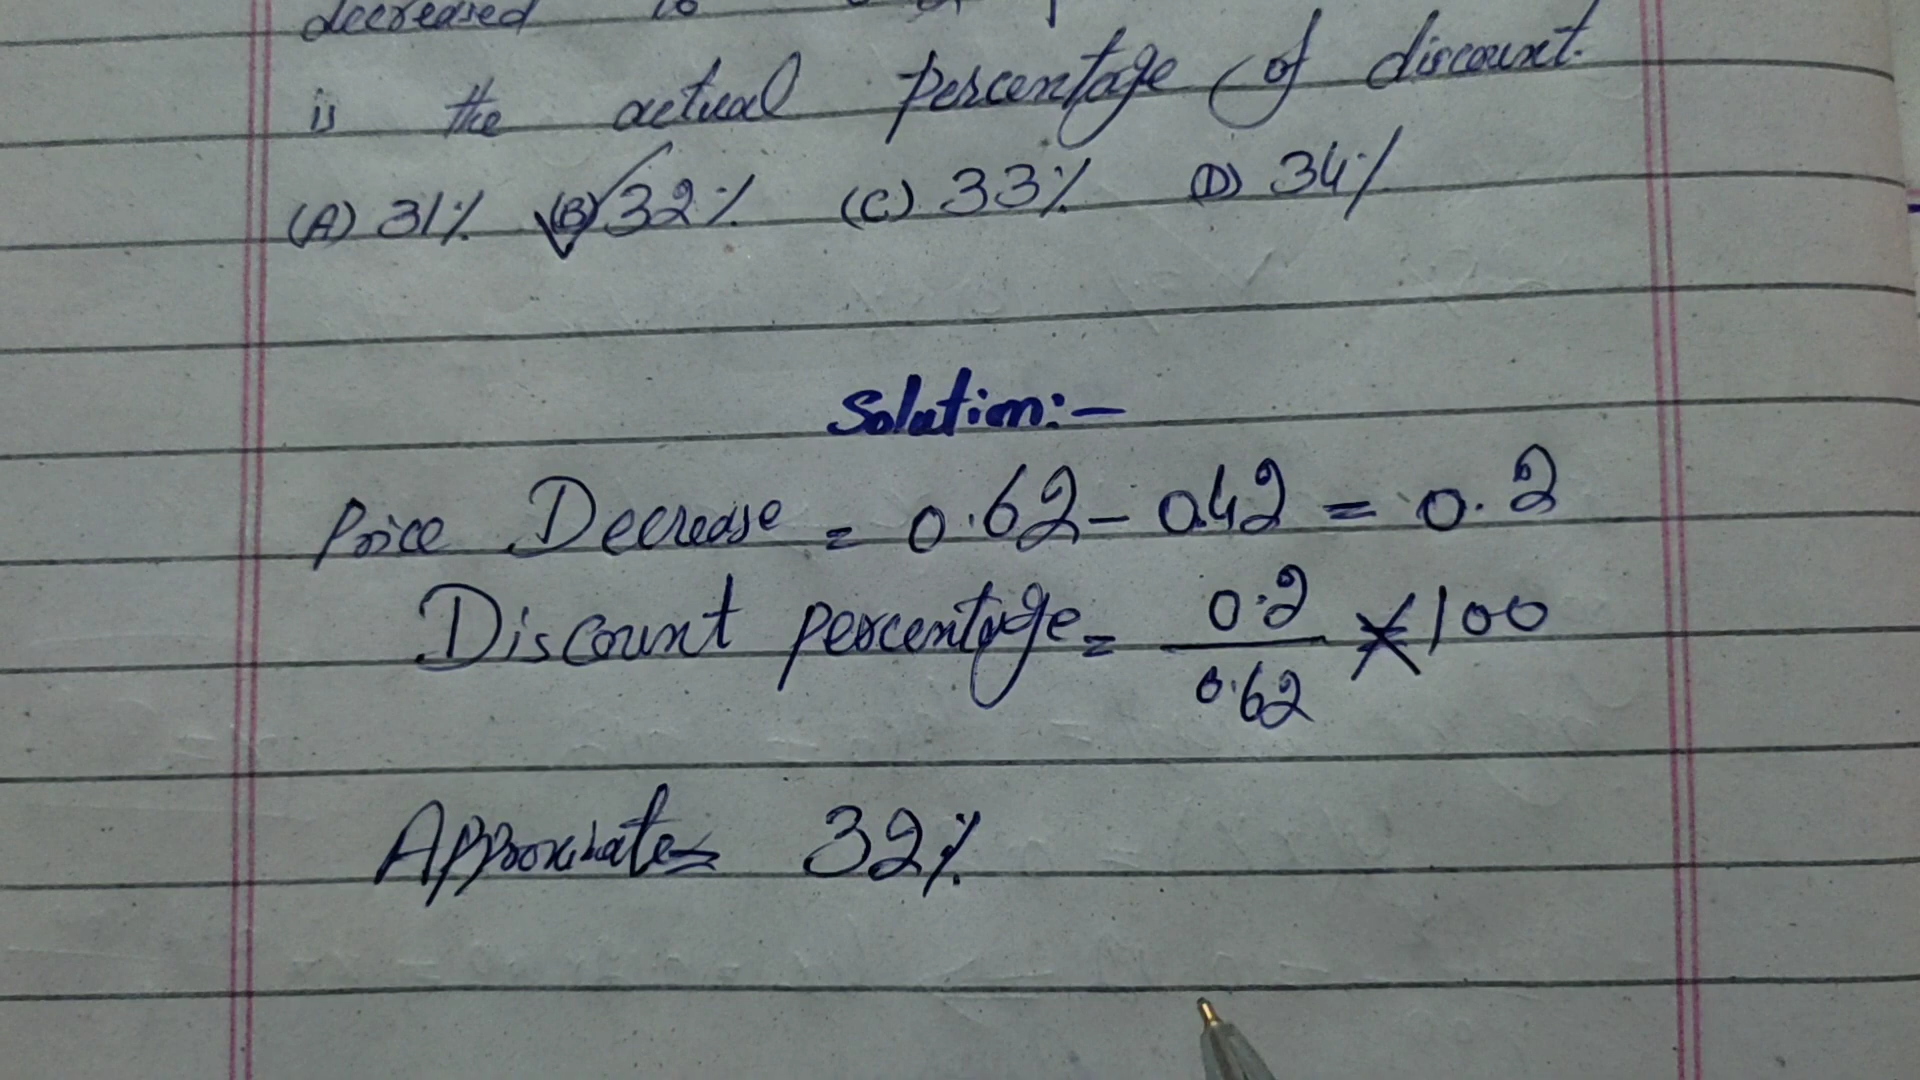 decreased to
is the actual percentage of discount.
(A) 31% (B) 32% (C) 33% (D) 34%
Solution:-
Price Decrease = 0.62 - 0.42 = 0.2
Discount percentage = 0.2/0.62 × 100
Approximate = 32%